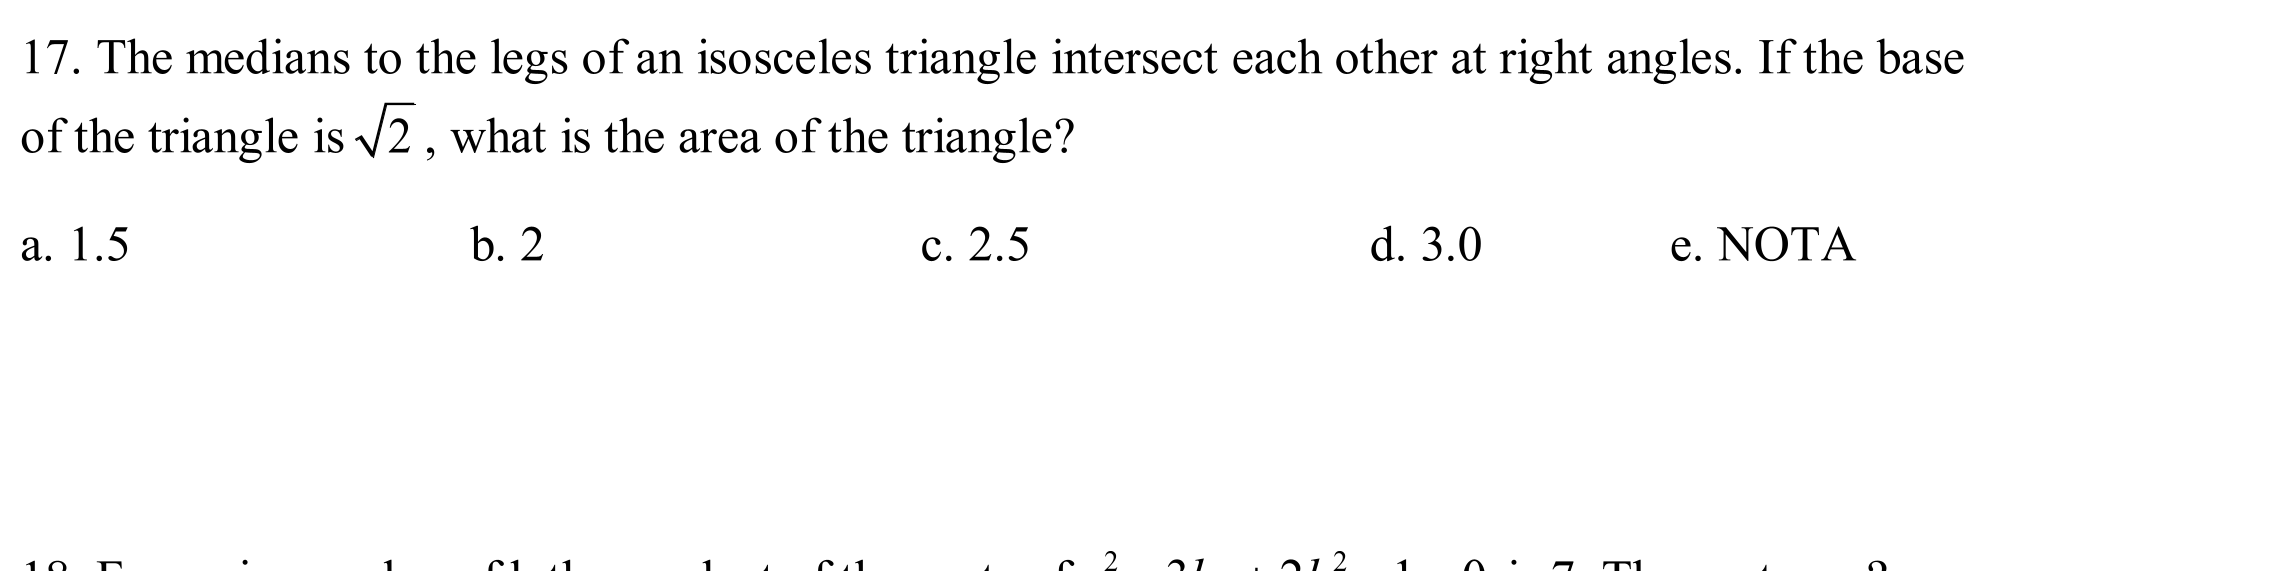 17. The medians to the legs of an isosceles triangle intersect each other at right angles. If the base
of the triangle is √2 , what is the area of the triangle?
a. 1.5 b. 2 c. 2.5 d. 3.0 e. NOTA